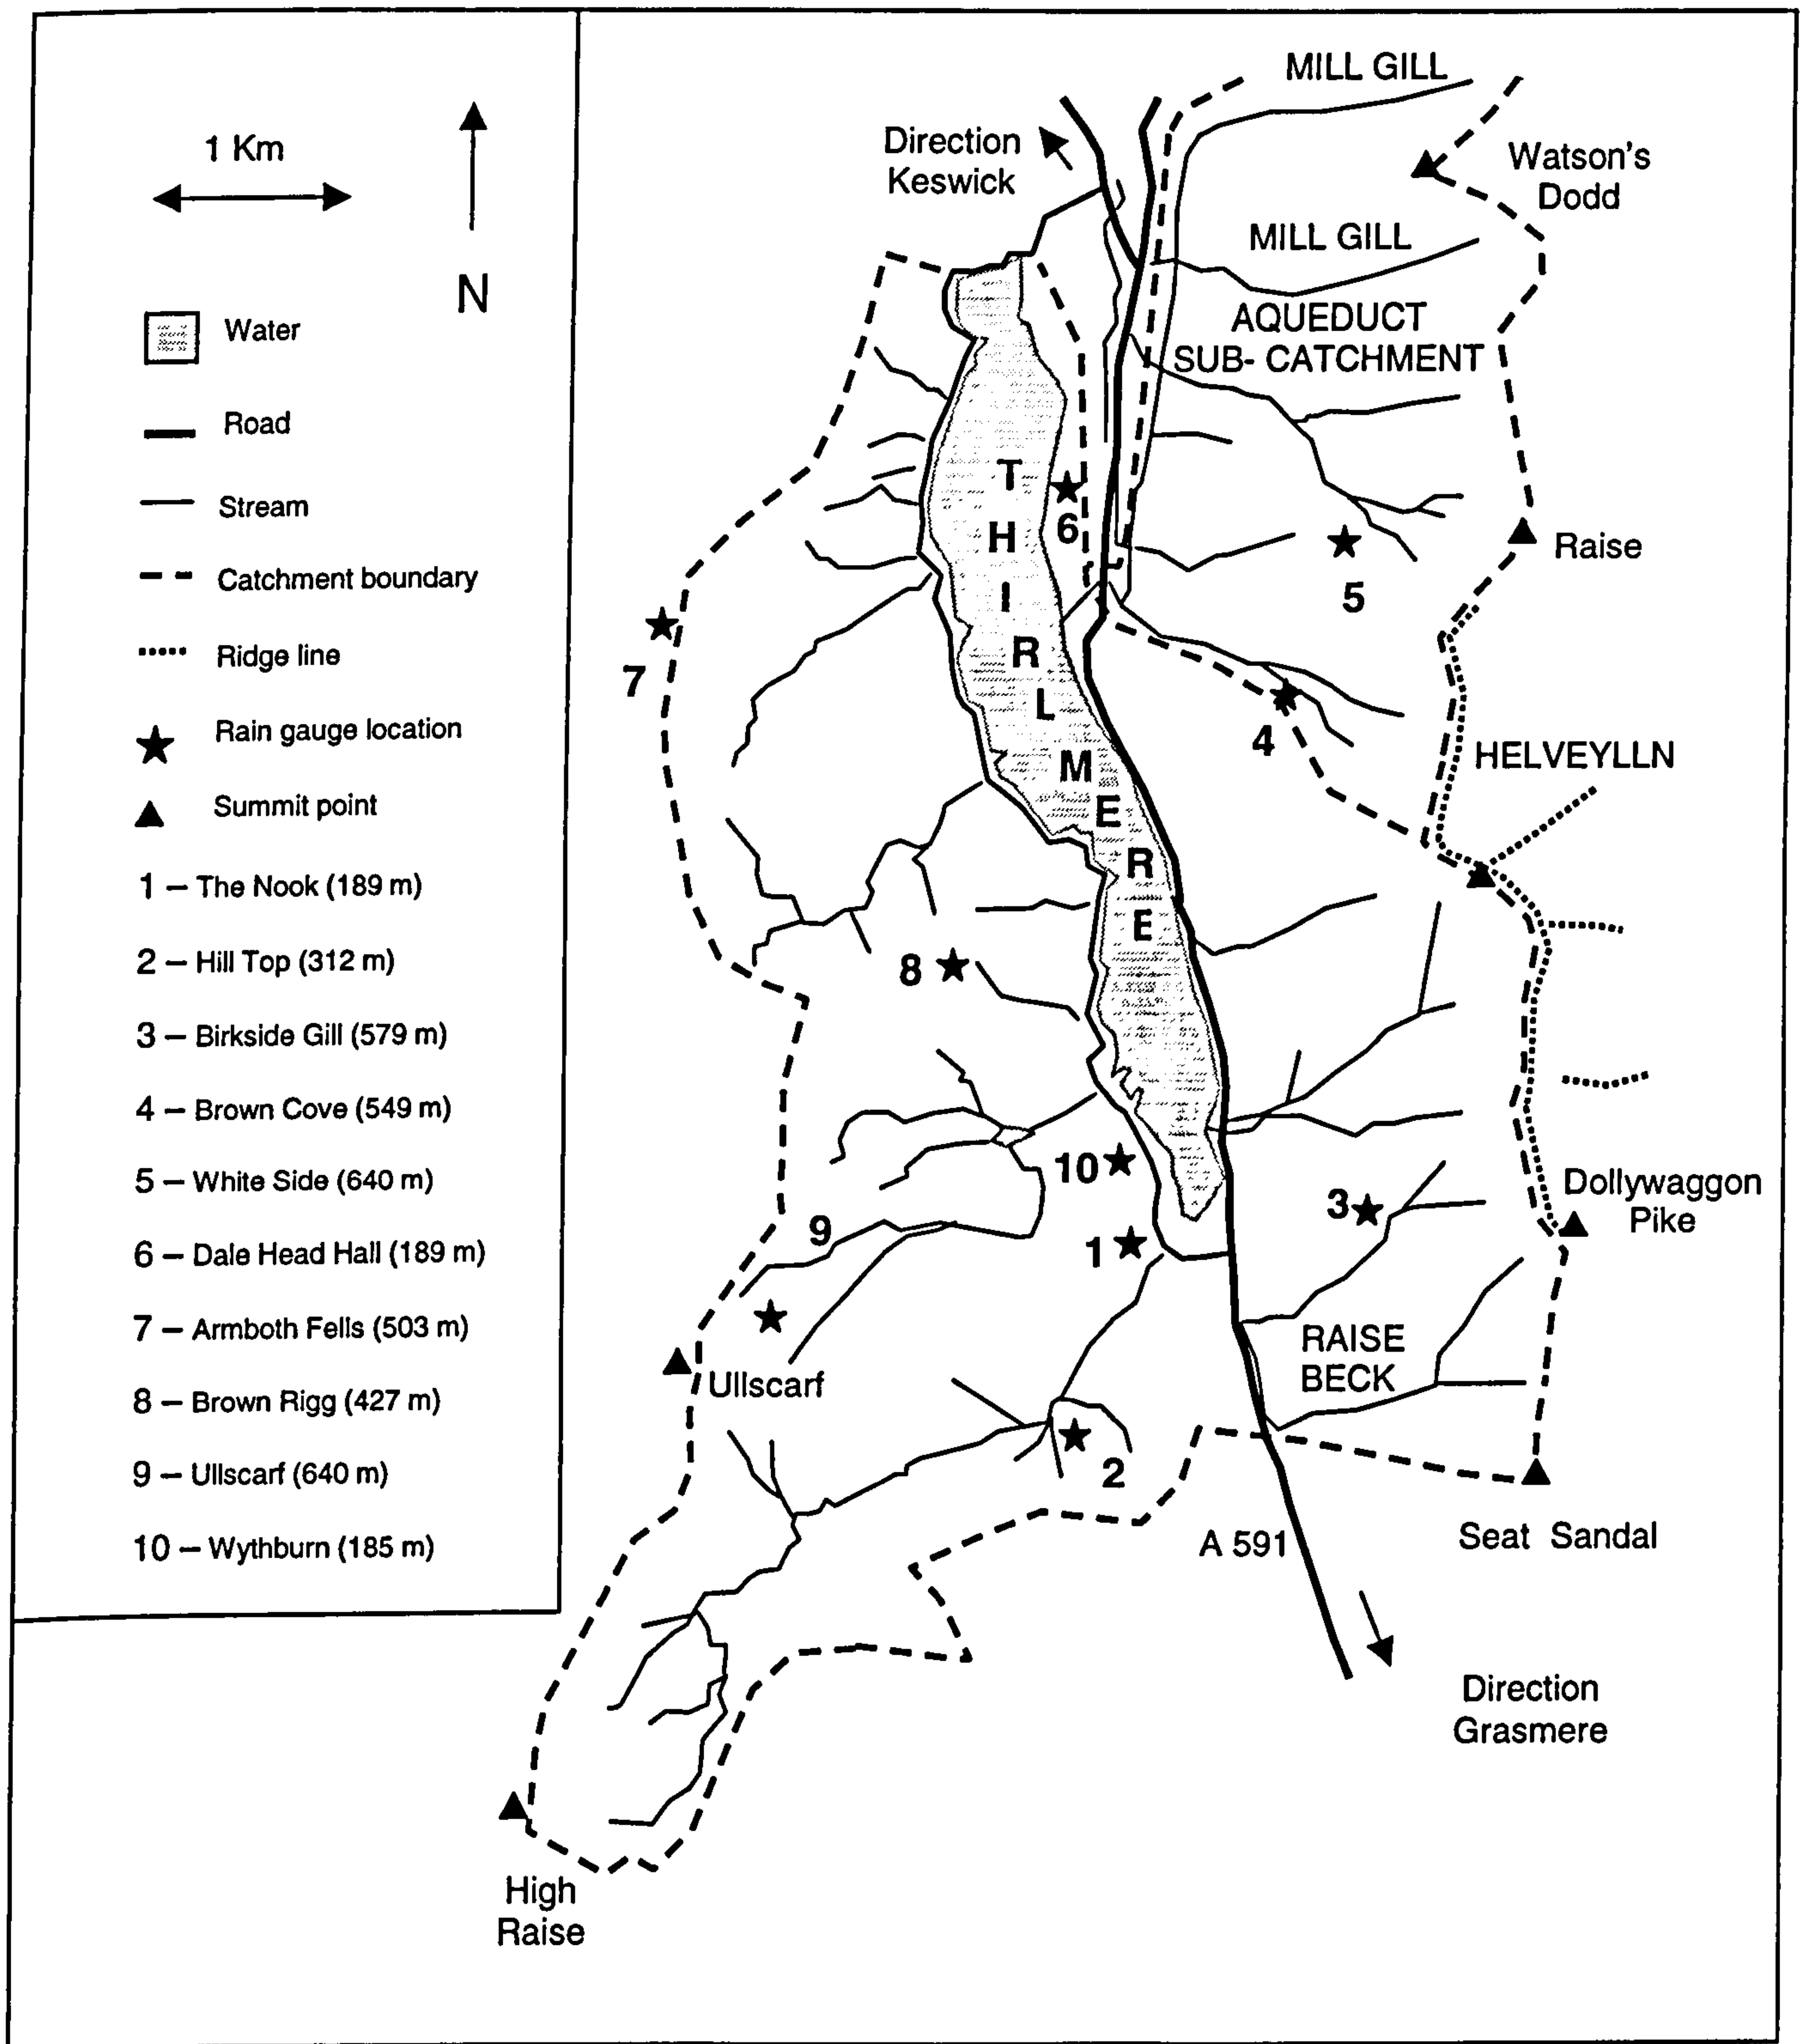 1 Km
N
Water
Road
Stream
Catchment boundary
Ridge line
Rain gauge location
Summit point
1 – The Nook (189 m)
2 – Hill Top (312 m)
3 – Birkside Gill (579 m)
4 – Brown Cove (549 m)
5 – White Side (640 m)
6 – Dale Head Hall (189 m)
7 – Armboth Fells (503 m)
8 – Brown Rigg (427 m)
9 – Ullscarf (640 m)
10 – Wythburn (185 m)
MILL GILL
Direction
Keswick
Watson's
Dodd
MILL GILL
AQUEDUCT
SUB- CATCHMENT
THIRLMERE
6
Raise
5
7
4
HELVEYLLN
8
10
Dollywaggon
Pike
3
9
1
RAISE
BECK
Ullscarf
2
A 591
Seat Sandal
Direction
Grasmere
High
Raise